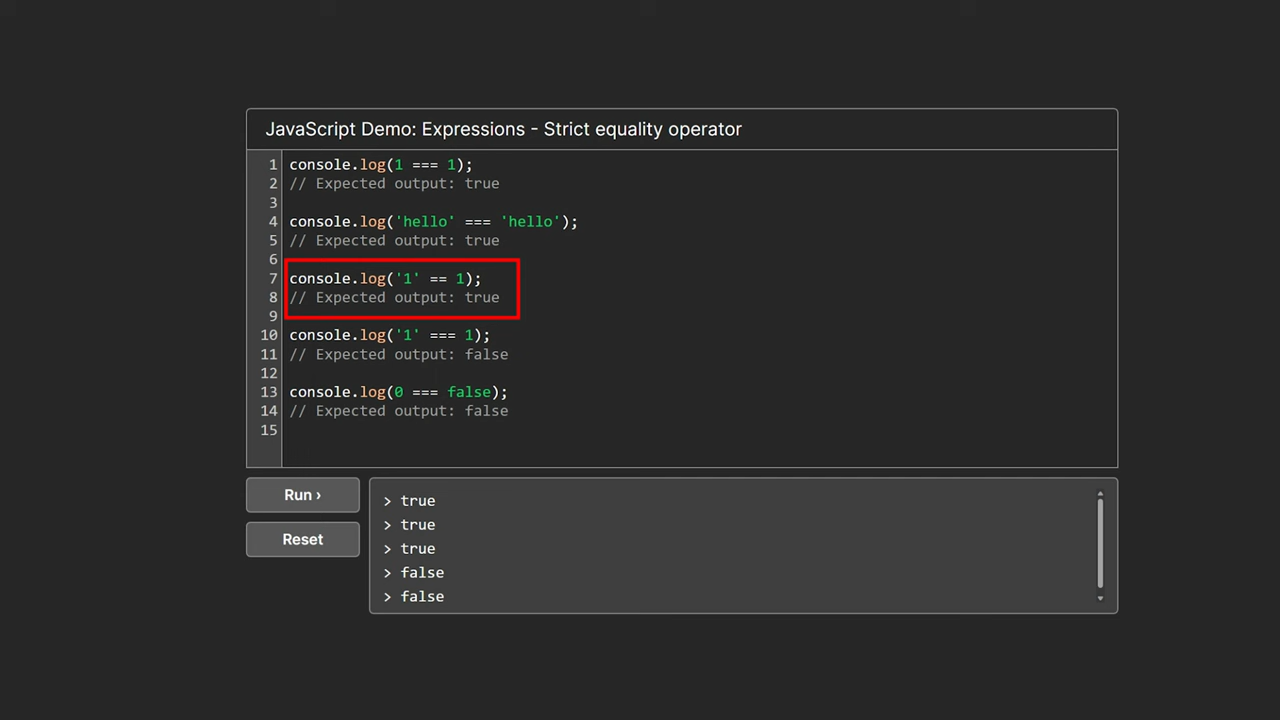 JavaScript Demo: Expressions - Strict equality operator
1 console.log(1 === 1);
2 // Expected output: true
3
4 console.log('hello' === 'hello');
5 // Expected output: true
6
7 console.log('1' == 1);
8 // Expected output: true
9
10 console.log('1' === 1);
11 // Expected output: false
12
13 console.log(0 === false);
14 // Expected output: false
15
Run ›
Reset
> true
> true
> true
> false
> false